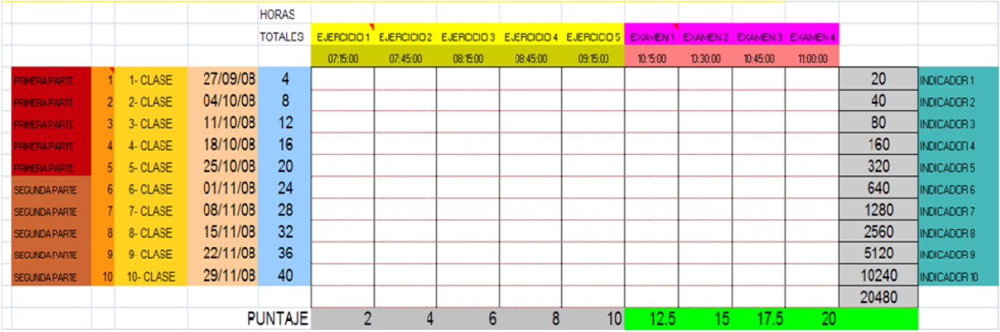 HORAS
TOTALES EJERCICIO 1 EJERCICIO 2 EJERCICIO 3 EJERCICIO 4 EJERCICIO 5 EXAMEN 1 EXAMEN 2 EXAMEN 3 EXAMEN 4
07:15:00 07:45:00 08:15:00 08:45:00 09:15:00 10:15:00 10:30:00 10:45:00 11:00:00
PRIMERA PARTE 1 1- CLASE 27/09/08 4 20 INDICADOR 1
PRIMERA PARTE 2 2- CLASE 04/10/08 8 40 INDICADOR 2
PRIMERA PARTE 3 3- CLASE 11/10/08 12 80 INDICADOR 3
PRIMERA PARTE 4 4- CLASE 18/10/08 16 160 INDICADOR 4
PRIMERA PARTE 5 5- CLASE 25/10/08 20 320 INDICADOR 5
SEGUNDA PARTE 6 6- CLASE 01/11/08 24 640 INDICADOR 6
SEGUNDA PARTE 7 7- CLASE 08/11/08 28 1280 INDICADOR 7
SEGUNDA PARTE 8 8- CLASE 15/11/08 32 2560 INDICADOR 8
SEGUNDA PARTE 9 9- CLASE 22/11/08 36 5120 INDICADOR 9
SEGUNDA PARTE 10 10- CLASE 29/11/08 40 10240 INDICADOR 10
20480
PUNTAJE 2 4 6 8 10 12.5 15 17.5 20